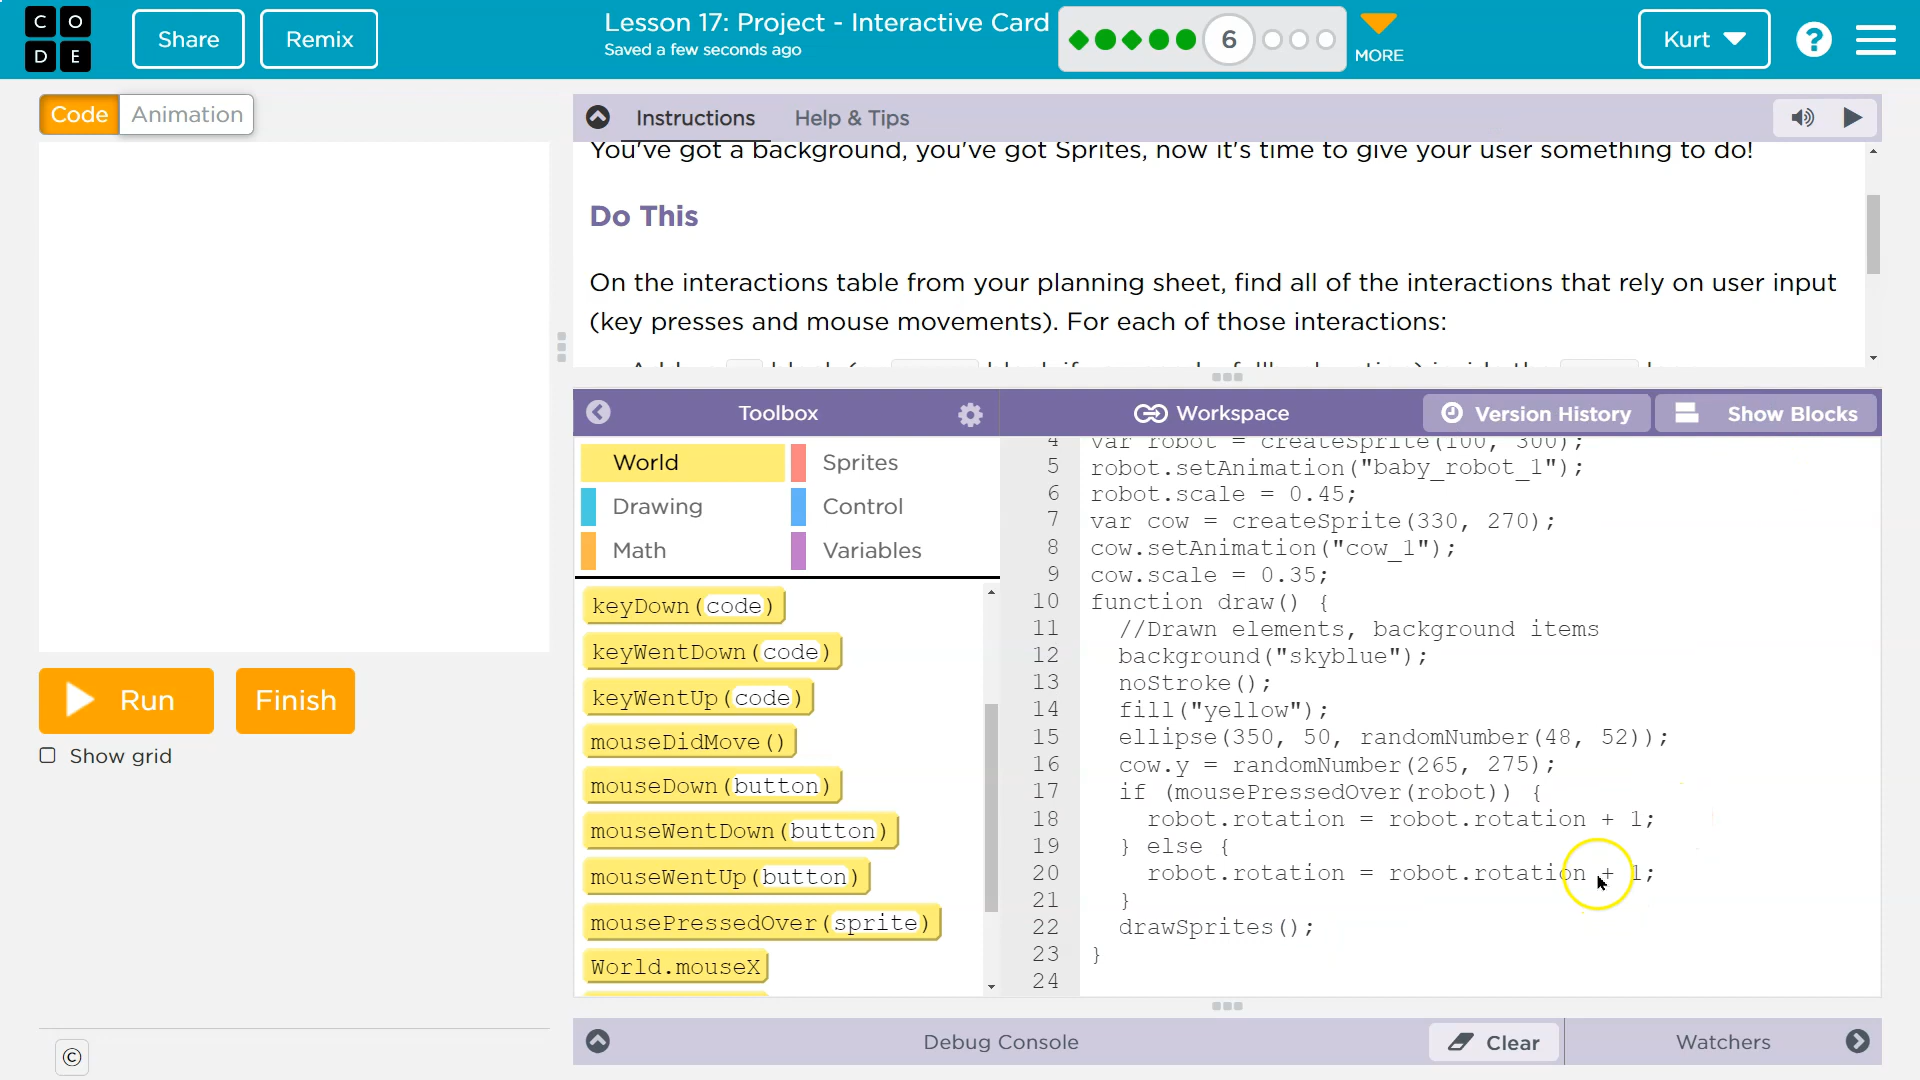 CODE
Share
Remix
Lesson 17: Project - Interactive Card
Saved a few seconds ago
6
MORE
Kurt
?
Code
Animation
Instructions
Help & Tips
You've got a background, you've got Sprites, now it's time to give your user something to do!
Do This
On the interactions table from your planning sheet, find all of the interactions that rely on user input
(key presses and mouse movements). For each of those interactions:
Toolbox
Workspace
Version History
Show Blocks
World
Sprites
Drawing
Control
Math
Variables
keyDown(code)
keyWentDown(code)
keyWentUp(code)
mouseDidMove()
mouseDown(button)
mouseWentDown(button)
mouseWentUp(button)
mousePressedOver(sprite)
World.mouseX
4 var robot = createSprite(100, 300);
5 robot.setAnimation("baby_robot_1");
6 robot.scale = 0.45;
7 var cow = createSprite(330, 270);
8 cow.setAnimation("cow_1");
9 cow.scale = 0.35;
10 function draw() {
11 //Drawn elements, background items
12 background("skyblue");
13 noStroke();
14 fill("yellow");
15 ellipse(350, 50, randomNumber(48, 52));
16 cow.y = randomNumber(265, 275);
17 if (mousePressedOver(robot)) {
18 robot.rotation = robot.rotation + 1;
19 } else {
20 robot.rotation = robot.rotation + 1;
21 }
22 drawSprites();
23 }
24
Run
Finish
Show grid
©
Debug Console
Clear
Watchers